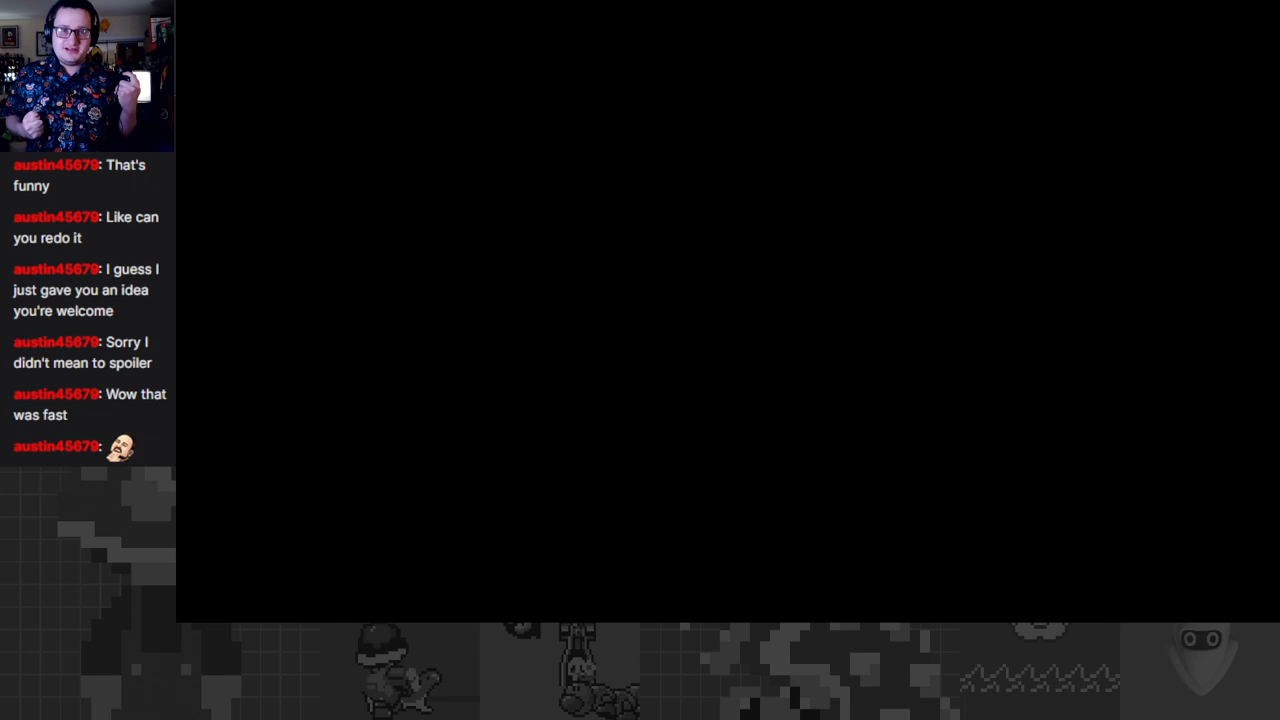 austin45679: That's
funny
austin45679: Like can
you redo it
austin45679: I guess I
just gave you an idea
you're welcome
austin45679: Sorry I
didn't mean to spoiler
austin45679: Wow that
was fast
austin45679: